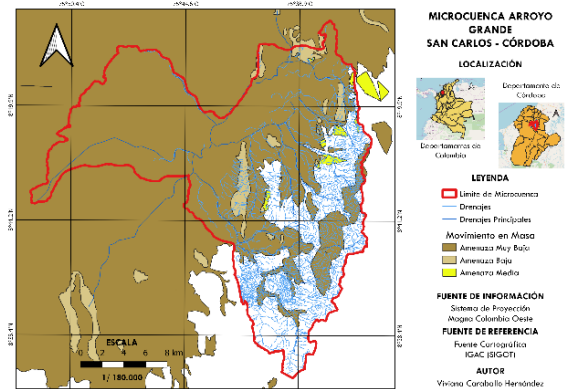 MICROCUENCA ARROYO
GRANDE
SAN CARLOS - CÓRDOBA
LOCALIZACIÓN
Departamento de
Córdoba
Departamentos de
Colombia
LEYENDA
Límite de Microcuenca
Drenajes
Drenajes Principales
Movimiento en Masa
Amenaza Muy Baja
Amenaza Baja
Amenaza Media
FUENTE DE INFORMACIÓN
Sistema de Proyección
Magna Colombia Oeste
FUENTE DE REFERENCIA
Fuente Cartográfica
IGAC (SIGOT)
AUTOR
Viviana Caraballo Hernández
ESCALA
0 2 4 6 8 km
1/ 180.000